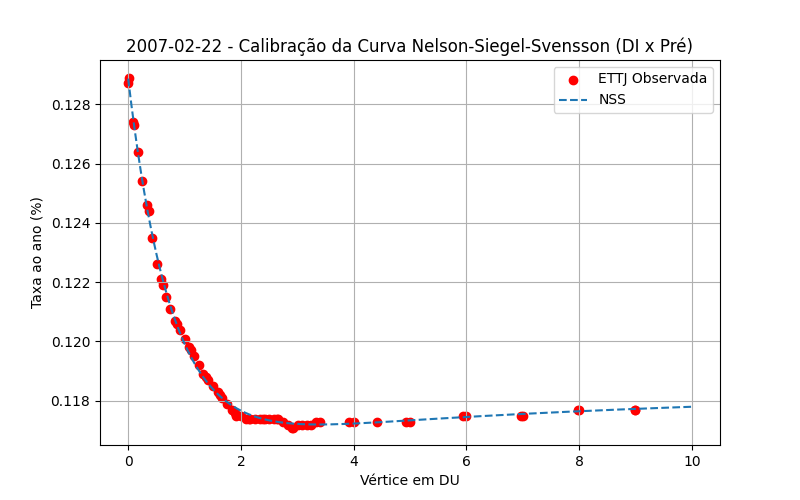 2007-02-22 - Calibração da Curva Nelson-Siegel-Svensson (DI x Pré)
ETTJ Observada
NSS
Taxa ao ano (%)
0.128
0.126
0.124
0.122
0.120
0.118
0 2 4 6 8 10
Vértice em DU